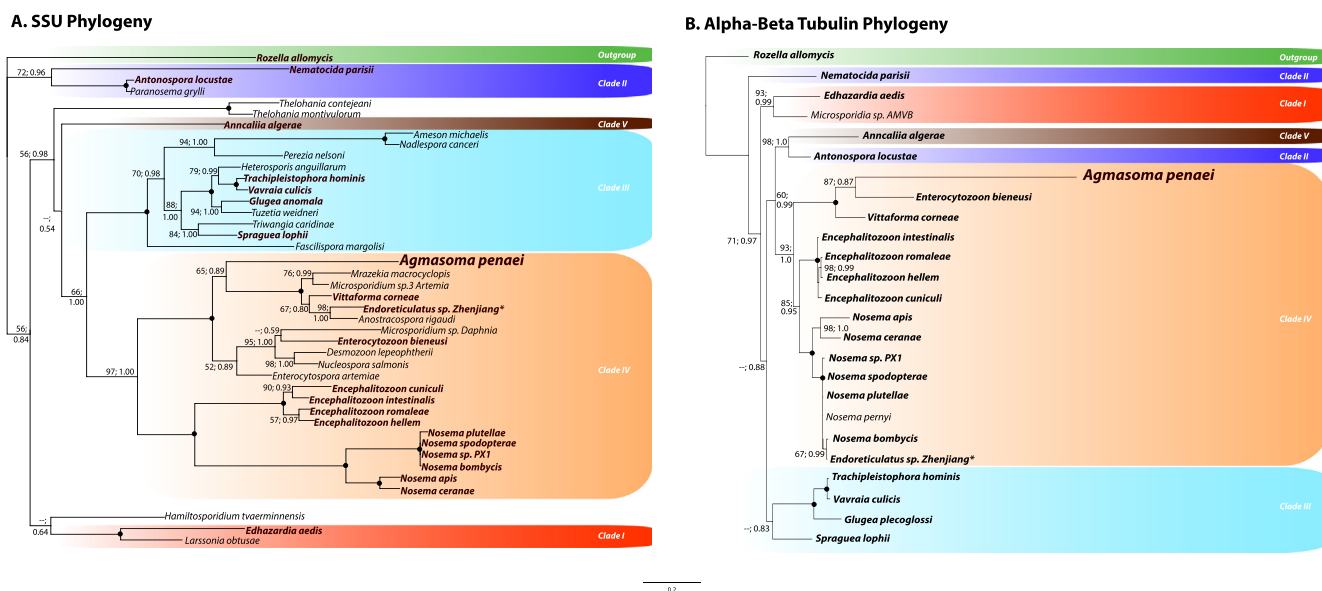 A. SSU Phylogeny
Rozella allomycis
Outgroup
72; 0.96
Nematocida parisii
Antonospora locustae
Paranosema grylli
Clade II
Thelohania contejeani
Thelohania montivulorum
Anncaliia algerae
Clade V
56; 0.98
94; 1.00
Ameson michaelis
Nadlespora canceri
Perezia nelsoni
79; 0.99
Heterosporis anguillarum
70; 0.98
Trachipleistophora hominis
Vavraia culicis
Clade III
Glugea anomala
88;
1.00
94; 1.00
Tuzetia weidneri
--;
0.54
Triwangia caridinae
84; 1.00
Spraguea lophii
Fascilispora margolisi
Agmasoma penaei
65; 0.89
76; 0.99
Mrazekia macrocyclopis
Microsporidium sp.3 Artemia
66;
1.00
Vittaforma corneae
67; 0.80
98;
1.00
Endoreticulatus sp. Zhenjiang*
Anostracospora rigaudi
56;
0.84
--; 0.59
Microsporidium sp. Daphnia
95; 1.00
Enterocytozoon bieneusi
Desmozoon lepeophtherii
98; 1.00
Nucleospora salmonis
52; 0.89
Enterocytospora artemiae
97; 1.00
Clade IV
90; 0.93
Encephalitozoon cuniculi
Encephalitozoon intestinalis
Encephalitozoon romaleae
57; 0.97
Encephalitozoon hellem
Nosema plutellae
Nosema spodopterae
Nosema sp. PX1
Nosema bombycis
Nosema apis
Nosema ceranae
--;
0.64
Hamiltosporidium tvaerminnensis
Edhazardia aedis
Larssonia obtusae
Clade I
B. Alpha-Beta Tubulin Phylogeny
Rozella allomycis
Outgroup
Nematocida parisii
Clade II
93;
0.99
Edhazardia aedis
Microsporidia sp. AMVB
Clade I
98; 1.0
Anncaliia algerae
Clade V
Antonospora locustae
Clade II
87; 0.87
Agmasoma penaei
60;
0.99
Enterocytozoon bieneusi
Vittaforma corneae
71; 0.97
93;
1.0
Encephalitozoon intestinalis
Encephalitozoon romaleae
98; 0.99
Encephalitozoon hellem
Encephalitozoon cuniculi
85;
0.95
Nosema apis
98; 1.0
Nosema ceranae
Clade IV
Nosema sp. PX1
--; 0.88
Nosema spodopterae
Nosema plutellae
Nosema pernyi
Nosema bombycis
67; 0.99
Endoreticulatus sp. Zhenjiang*
Trachipleistophora hominis
Vavraia culicis
Clade III
Glugea plecoglossi
--; 0.83
Spraguea lophii
0.2